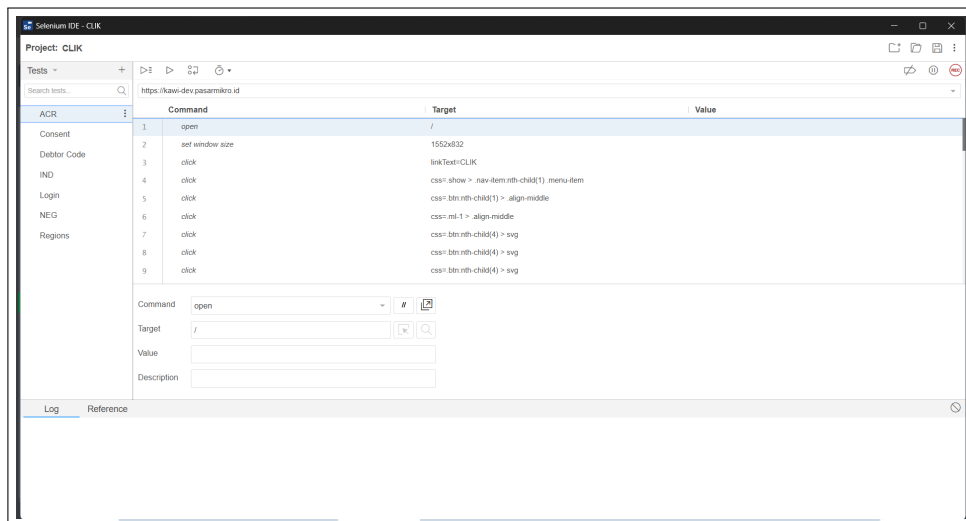 Se Selenium IDE - CLIK
Project: CLIK
Tests
REC
Search tests...
https://kawi-dev.pasarmikro.id
Command Target Value
ACR
Consent
Debtor Code
IND
Login
NEG
Regions
1 open /
2 set window size 1552x832
3 click linkText=CLIK
4 click css=.show > .nav-item:nth-child(1) .menu-item
5 click css=.btn:nth-child(1) > .align-middle
6 click css=.ml-1 > .align-middle
7 click css=.btn:nth-child(4) > svg
8 click css=.btn:nth-child(4) > svg
9 click css=.btn:nth-child(4) > svg
Command open //
Target /
Value
Description
Log Reference